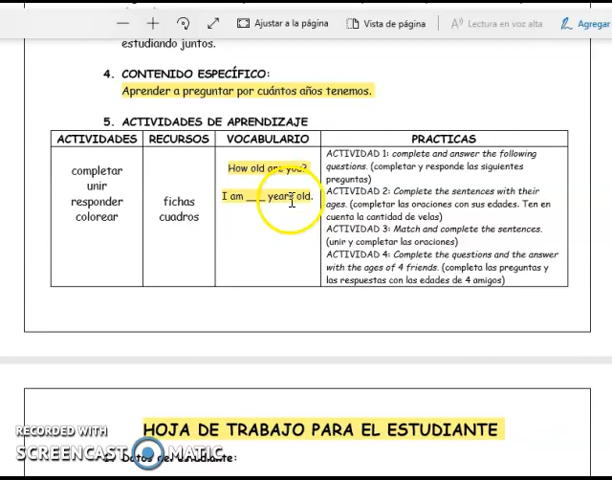 Ajustar a la página
Vista de página
Lectura en voz alta
Agregar
estudiando juntos.
4. CONTENIDO ESPECÍFICO:
Aprender a preguntar por cuántos años tenemos.
5. ACTIVIDADES DE APRENDIZAJE
ACTIVIDADES RECURSOS VOCABULARIO PRACTICAS
completar
unir
responder
colorear
fichas
cuadros
How old are you?
I am ___ years old.
ACTIVIDAD 1: complete and answer the following
questions. (completar y responde las siguientes
preguntas)
ACTIVIDAD 2: Complete the sentences with their
ages. (completar las oraciones con sus edades. Ten en
cuenta la cantidad de velas)
ACTIVIDAD 3: Match and complete the sentences.
(unir y completar las oraciones)
ACTIVIDAD 4: Complete the questions and the answer
with the ages of 4 friends. (completa las preguntas y
las respuestas con las edades de 4 amigos)
HOJA DE TRABAJO PARA EL ESTUDIANTE
RECORDED WITH
SCREENCAST MATIC
Datos del estudiante: